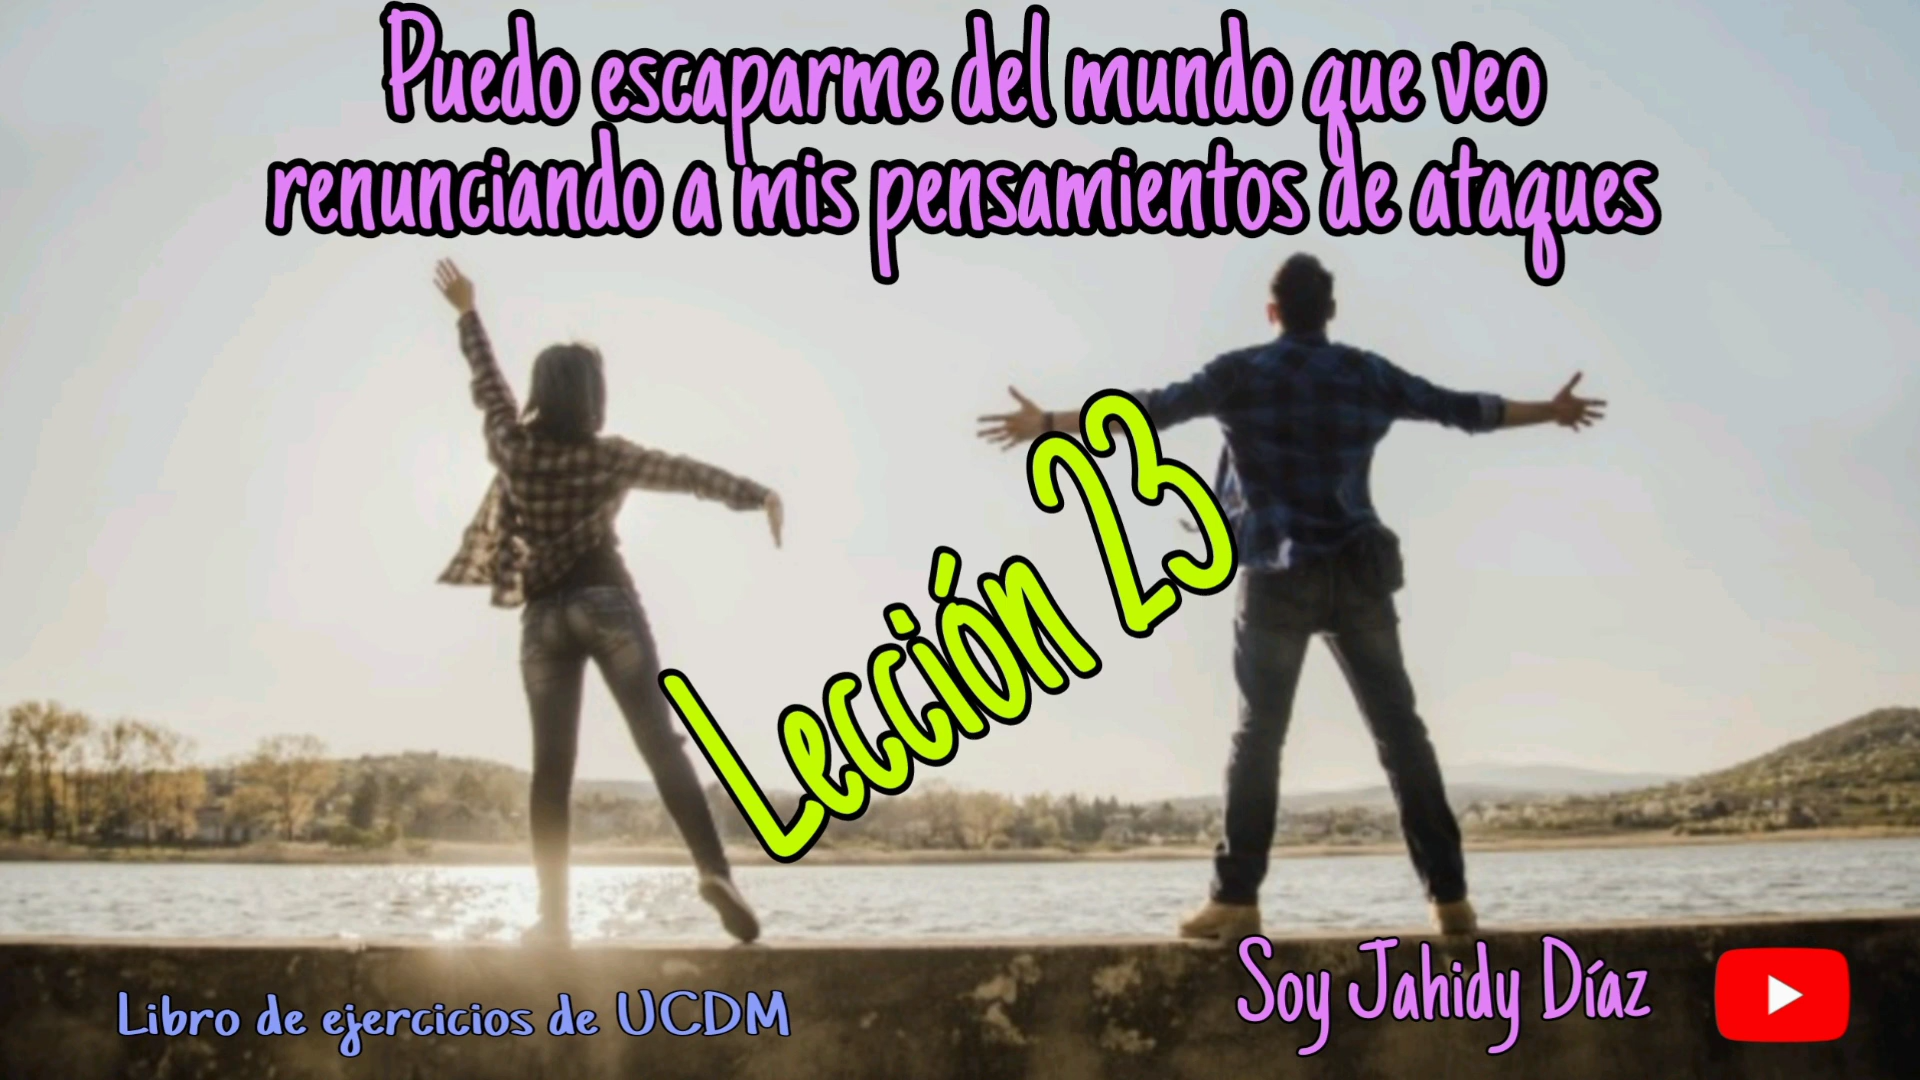 Puedo escaparme del mundo que veo
renunciando a mis pensamientos de ataques
Lección 23
Soy Jahidy Díaz
Libro de ejercicios de UCDM